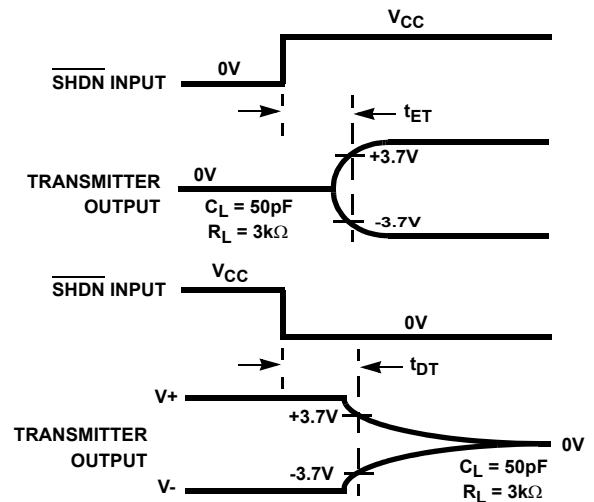 VCC
0V
SHDN INPUT
tET
+3.7V
0V
TRANSMITTER
OUTPUT
CL = 50pF
RL = 3kΩ
-3.7V
VCC
SHDN INPUT
0V
tDT
V+
+3.7V
TRANSMITTER
OUTPUT
0V
-3.7V
CL = 50pF
V-
RL = 3kΩ